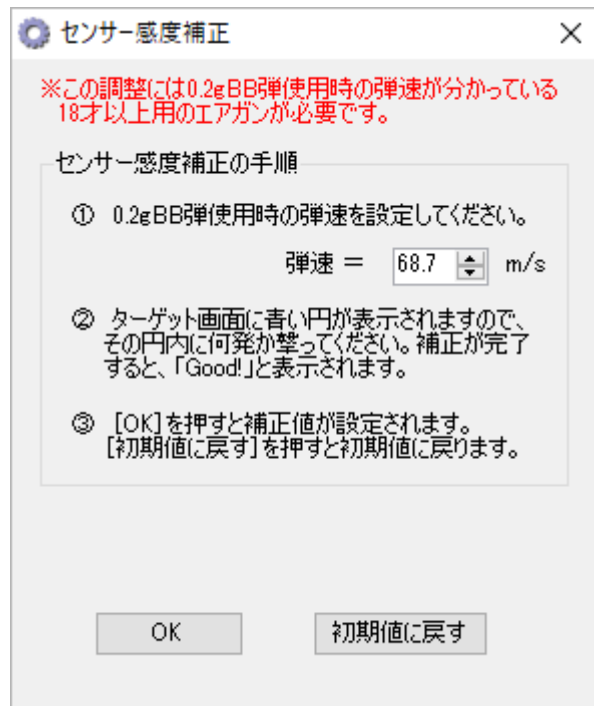 センサー感度補正
※この調整には0.2gBB弾使用時の弾速が分かっている
18才以上用のエアガンが必要です。
センサー感度補正の手順
① 0.2gBB弾使用時の弾速を設定してください。
弾速 = 68.7 m/s
② ターゲット画面に青い円が表示されますので、
その円内に何発か撃ってください。補正が完了
すると、「Good!」と表示されます。
③ [OK]を押すと補正値が設定されます。
[初期値に戻す]を押すと初期値に戻ります。
OK 初期値に戻す